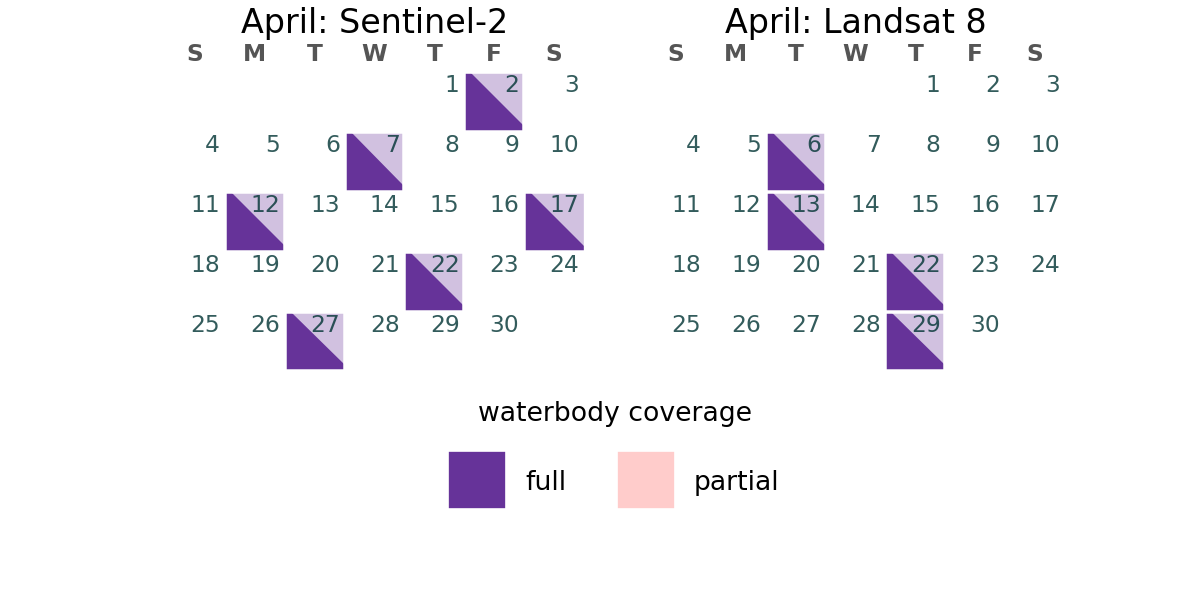 April: Sentinel-2
S M T W T F S
1 2 3
4 5 6 7 8 9 10
11 12 13 14 15 16 17
18 19 20 21 22 23 24
25 26 27 28 29 30
April: Landsat 8
S M T W T F S
1 2 3
4 5 6 7 8 9 10
11 12 13 14 15 16 17
18 19 20 21 22 23 24
25 26 27 28 29 30
waterbody coverage
full partial